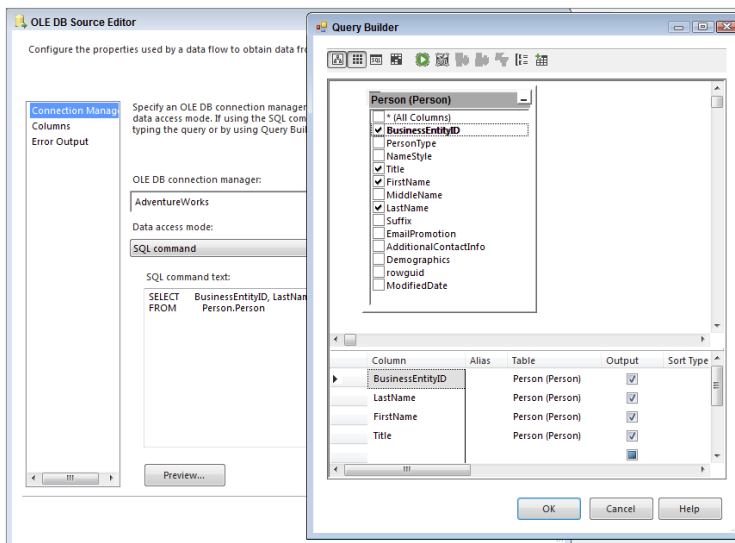 OLE DB Source Editor
Configure the properties used by a data flow to obtain data
Connection
Columns
Error Output
Specify an OLE DB connection manager
data access mode. If using the SQL
typing the query or by using Query
OLE DB connection manager:
AdventureWorks
Data access mode:
SQL command
SQL command text:
SELECT BusinessEntityID,
FROM Person.Person
Preview...
Query Builder
SQL
Person (Person)
* (All Columns)
BusinessEntityID
PersonType
NameStyle
Title
FirstName
MiddleName
LastName
Suffix
EmailPromotion
AdditionalContactInfo
Demographics
rowguid
ModifiedDate
Column Alias Table Output Sort Type
BusinessEntityID Person (Person)
LastName Person (Person)
FirstName Person (Person)
Title Person (Person)
OK Cancel Help